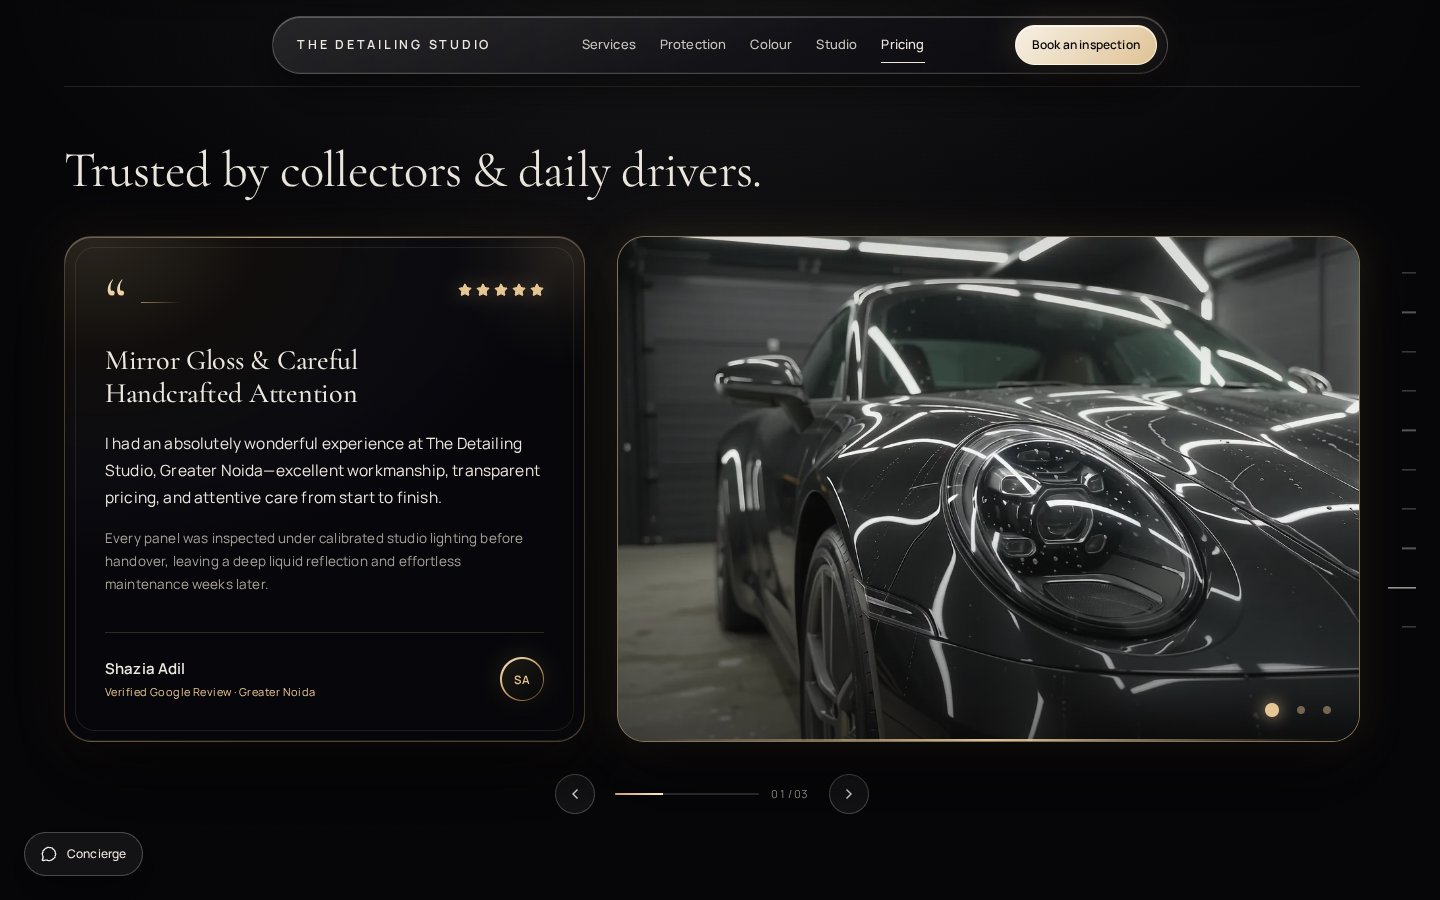 THE DETAILING STUDIO
Services
Protection
Colour
Studio
Pricing
Book an inspection
Trusted by collectors & daily drivers.
“
Mirror Gloss & Careful
Handcrafted Attention
I had an absolutely wonderful experience at The Detailing
Studio, Greater Noida—excellent workmanship, transparent
pricing, and attentive care from start to finish.
Every panel was inspected under calibrated studio lighting before
handover, leaving a deep liquid reflection and effortless
maintenance weeks later.
Shazia Adil
Verified Google Review · Greater Noida
SA
01 / 03
Concierge